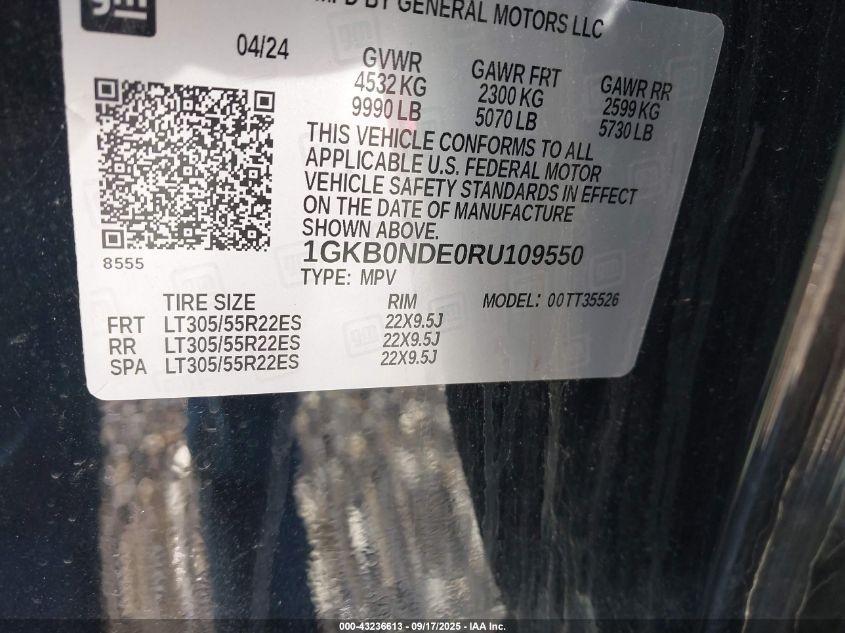 gm
MFD BY GENERAL MOTORS LLC
04/24
GVWR
4532 KG
9990 LB
GAWR FRT
2300 KG
5070 LB
GAWR RR
2599 KG
5730 LB
THIS VEHICLE CONFORMS TO ALL
APPLICABLE U.S. FEDERAL MOTOR
VEHICLE SAFETY STANDARDS IN EFFECT
ON THE DATE OF MANUFACTURE
SHOWN ABOVE.
8555
1GKB0NDE0RU109550
TYPE: MPV
TIRE SIZE RIM MODEL: 00TT35526
FRT LT305/55R22ES 22X9.5J
RR LT305/55R22ES 22X9.5J
SPA LT305/55R22ES 22X9.5J
000-43236613 - 09/17/2025 - IAA Inc.